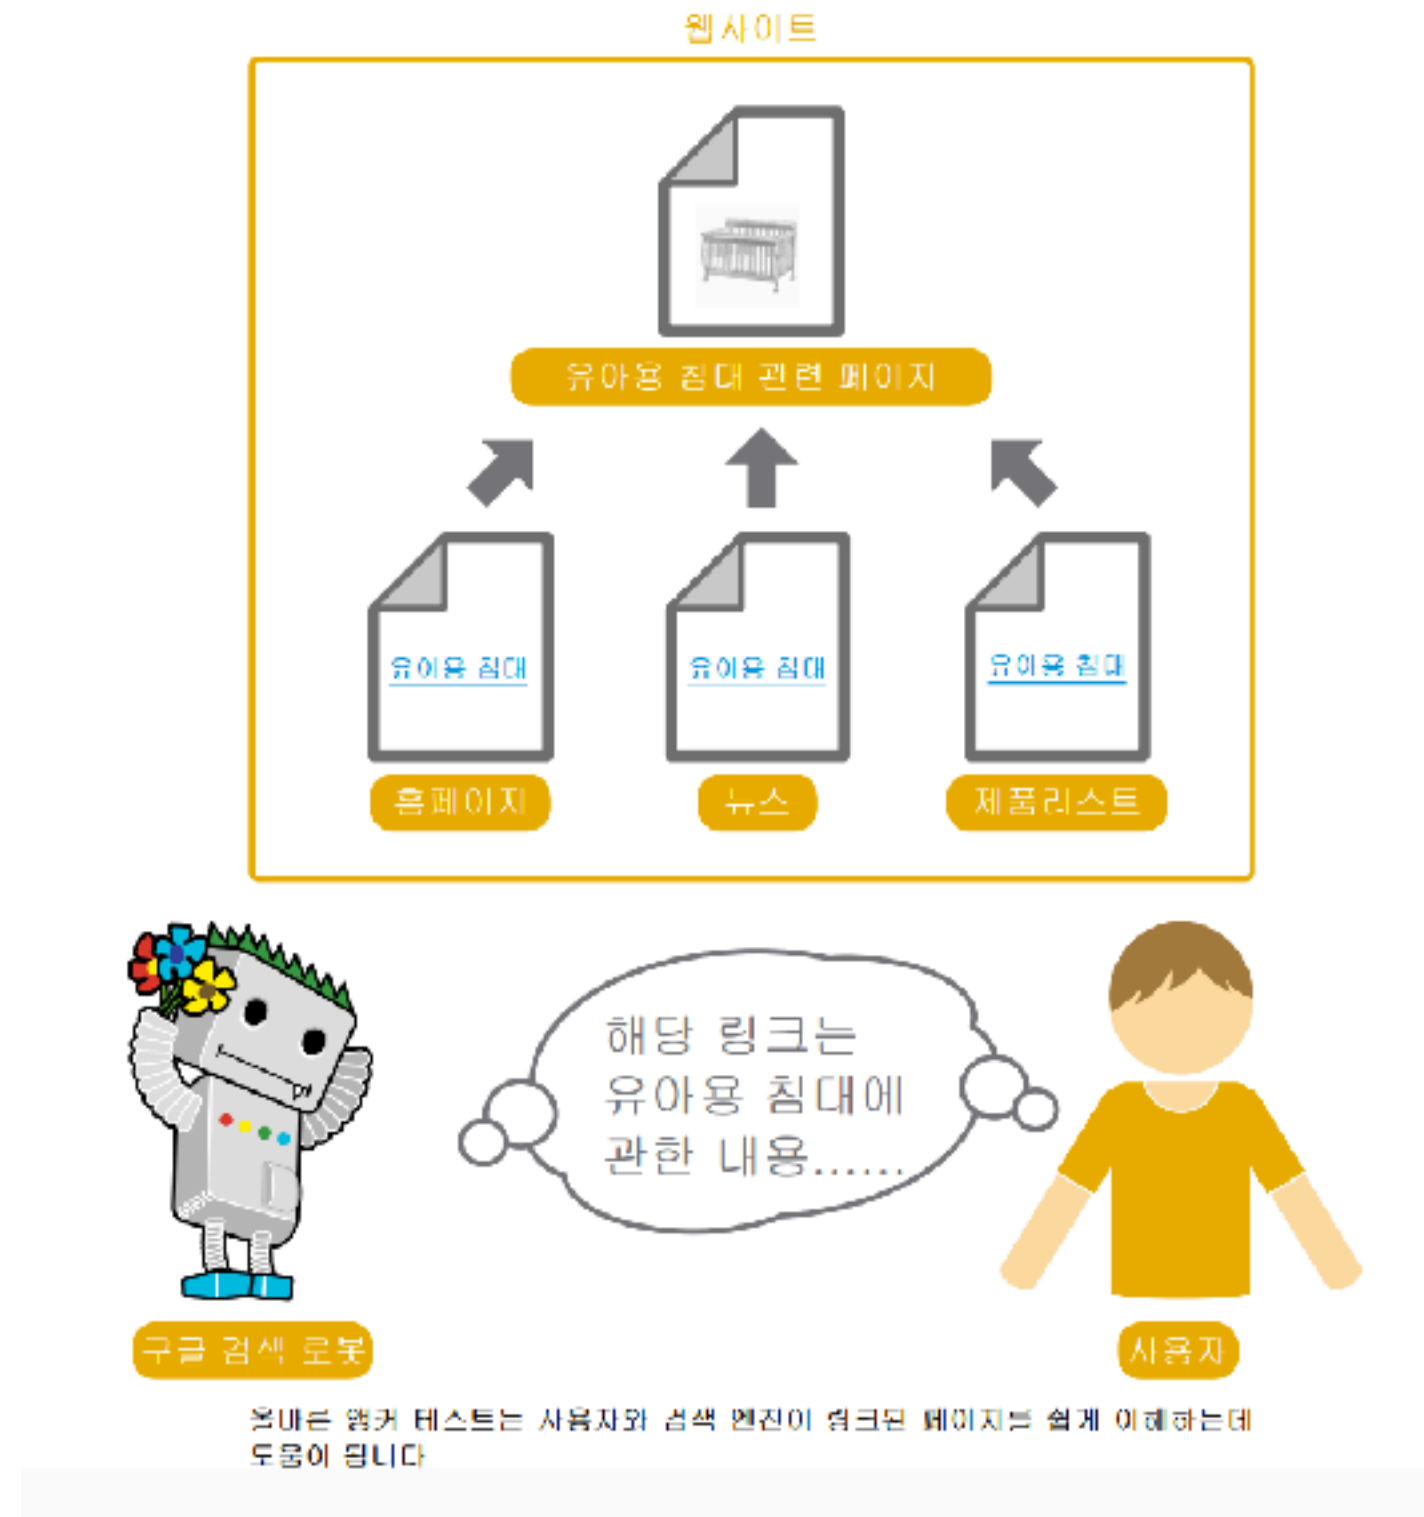 웹사이트
유아용 침대 관련 페이지
유아용 침대
유아용 침대
유아용 침대
홈페이지
뉴스
제품리스트
해당 링크는
유아용 침대에
관한 내용......
구글 검색 로봇
사용자
올바른 앵커 테스트는 사용자와 검색 엔진이 링크된 페이지를 쉽게 이해하는데
도움이 됩니다